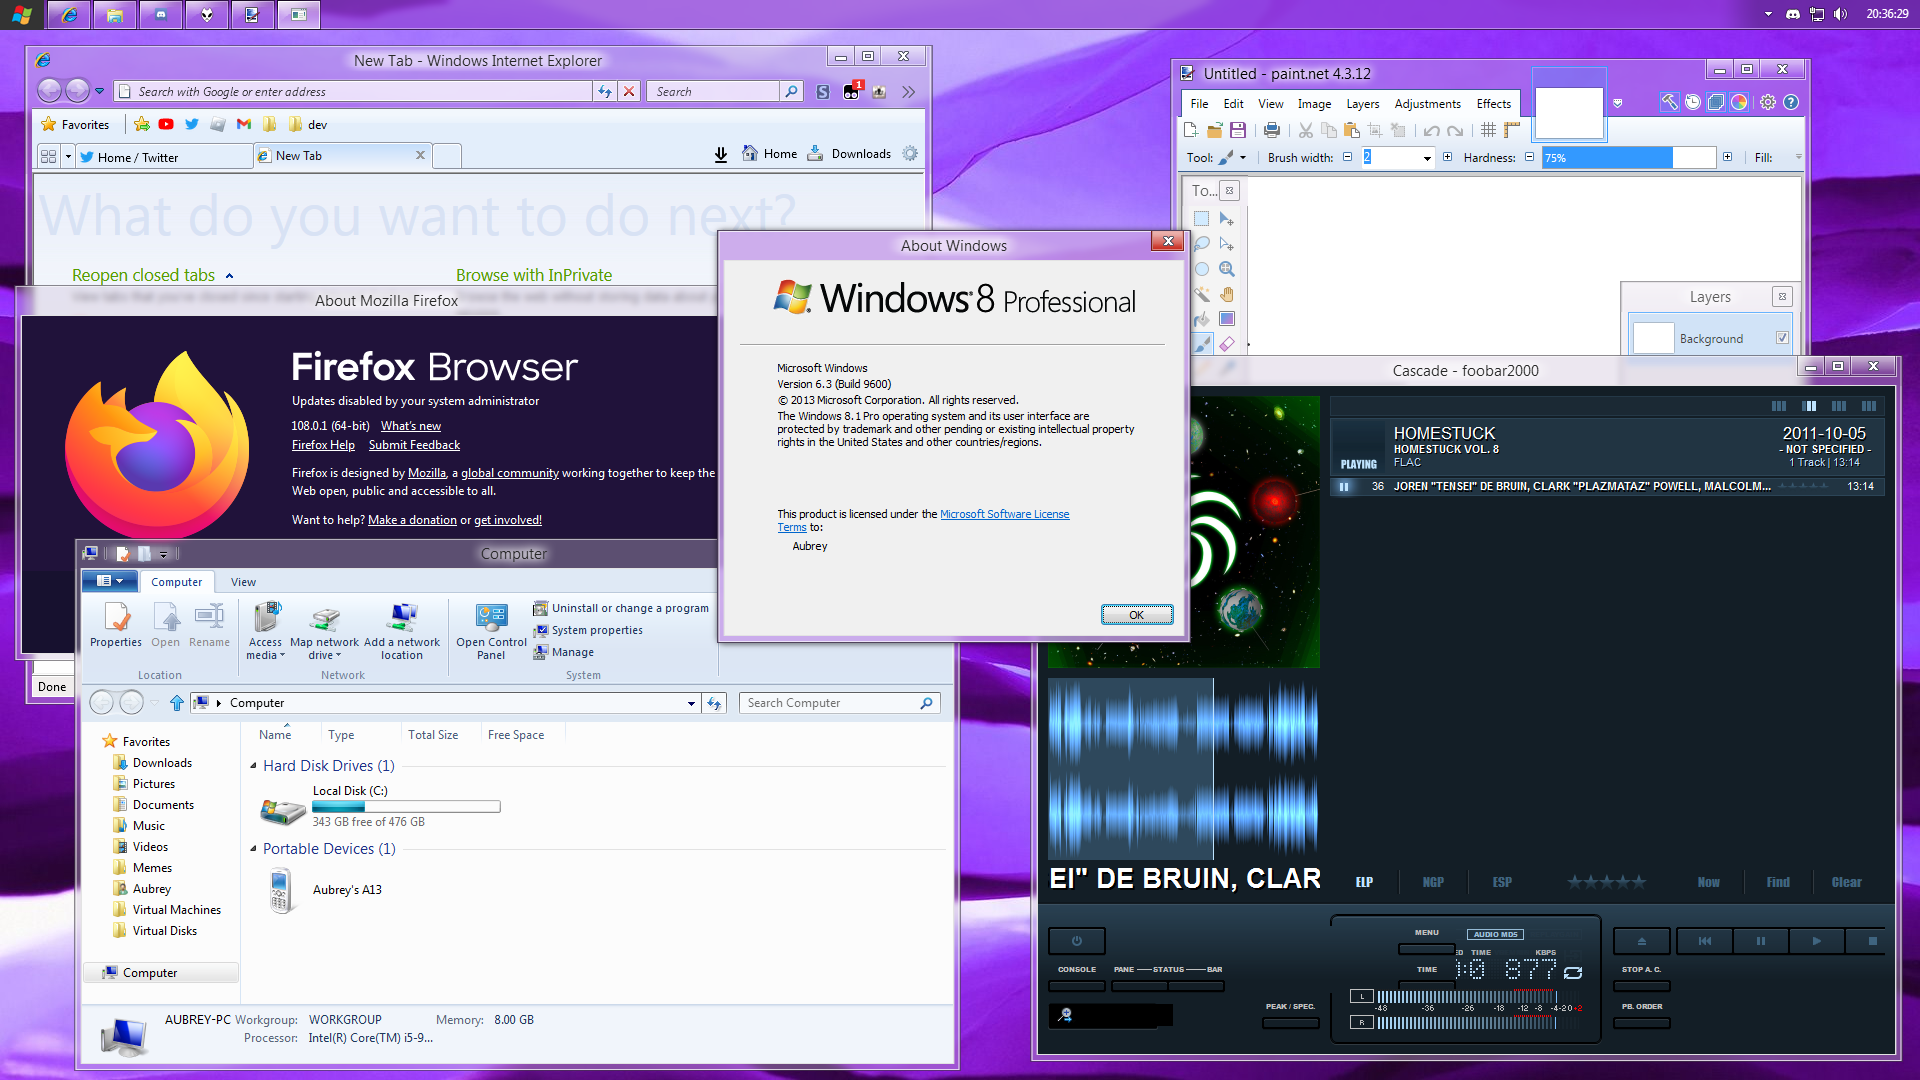 20:36:29
New Tab - Windows Internet Explorer
Search with Google or enter address
Search
1
Favorites
dev
Home / Twitter
New Tab
Home
Downloads
What do you want to do next?
Reopen closed tabs
Browse with InPrivate
Done
About Mozilla Firefox
Firefox Browser
Updates disabled by your system administrator
108.0.1 (64-bit) What's new
Firefox Help Submit Feedback
Firefox is designed by Mozilla, a global community working together to keep the
Web open, public and accessible to all.
Want to help? Make a donation or get involved!
Computer
Computer
View
Properties
Open
Rename
Location
Access media
Map network drive
Add a network location
Network
Open Control Panel
Uninstall or change a program
System properties
Manage
System
Computer
Search Computer
Favorites
Downloads
Pictures
Documents
Music
Videos
Memes
Aubrey
Virtual Machines
Virtual Disks
Computer
Name
Type
Total Size
Free Space
Hard Disk Drives (1)
Local Disk (C:)
343 GB free of 476 GB
Portable Devices (1)
Aubrey's A13
AUBREY-PC Workgroup: WORKGROUP Memory: 8.00 GB
Processor: Intel(R) Core(TM) i5-9...
About Windows
Windows 8 Professional
Microsoft Windows
Version 6.3 (Build 9600)
© 2013 Microsoft Corporation. All rights reserved.
The Windows 8.1 Pro operating system and its user interface are
protected by trademark and other pending or existing intellectual property
rights in the United States and other countries/regions.
This product is licensed under the Microsoft Software License
Terms to:
Aubrey
OK
Untitled - paint.net 4.3.12
File Edit View Image Layers Adjustments Effects
Tool: Brush width: 2 Hardness: 75% Fill:
To...
Layers
Background
Cascade - foobar2000
PLAYING
HOMESTUCK
HOMESTUCK VOL. 8
FLAC
2011-10-05
- NOT SPECIFIED -
1 Track | 13:14
36 JOREN "TENSEI" DE BRUIN, CLARK "PLAZMATAZ" POWELL, MALCOLM... 13:14
EI" DE BRUIN, CLAR
ELP
NGP
ESP
Now
Find
Clear
CONSOLE
PANE
STATUS
BAR
PEAK / SPEC.
MENU
TIME
AUDIO MD5
TIME
KBPS
877
L
-48 -36 -26 -18 -12 -8 -4 -2 0 +2
R
STOP A. C.
PB. ORDER